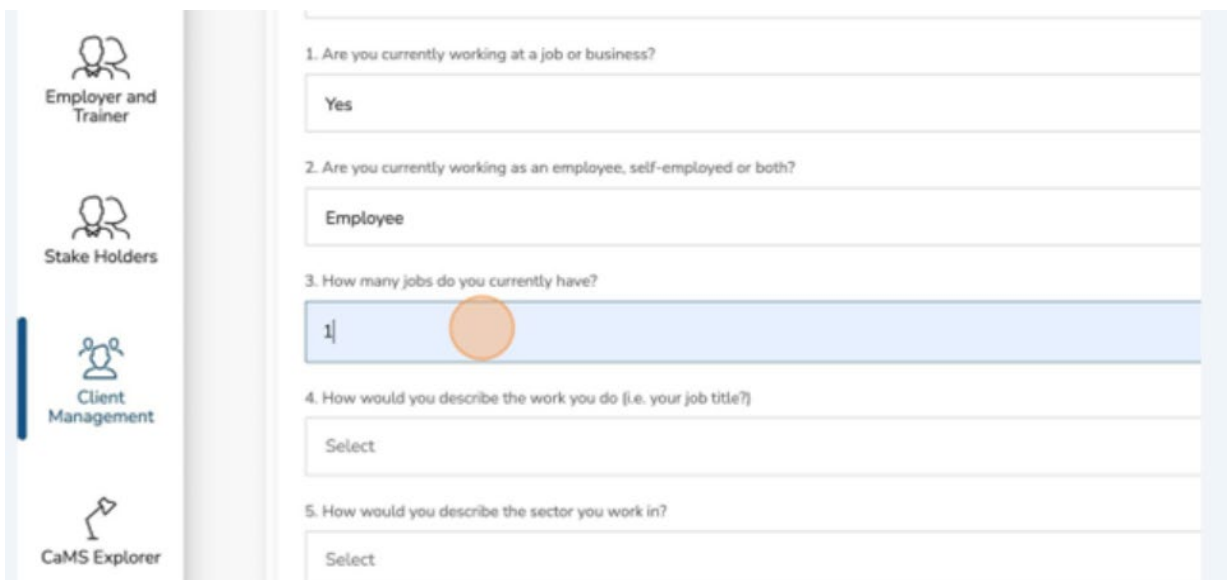 Employer and
Trainer
Stake Holders
Client
Management
CaMS Explorer
1. Are you currently working at a job or business?
Yes
2. Are you currently working as an employee, self-employed or both?
Employee
3. How many jobs do you currently have?
1
4. How would you describe the work you do (i.e. your job title?)
Select
5. How would you describe the sector you work in?
Select